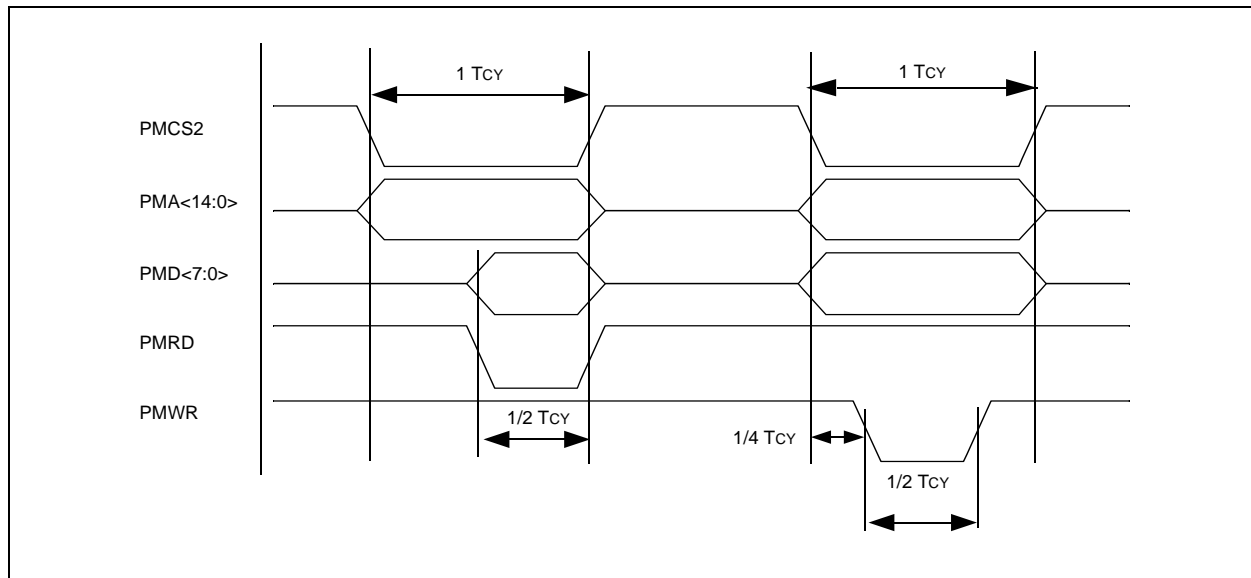 1 TCY
1 TCY
PMCS2
PMA<14:0>
PMD<7:0>
PMRD
PMWR
1/2 TCY
1/4 TCY
1/2 TCY